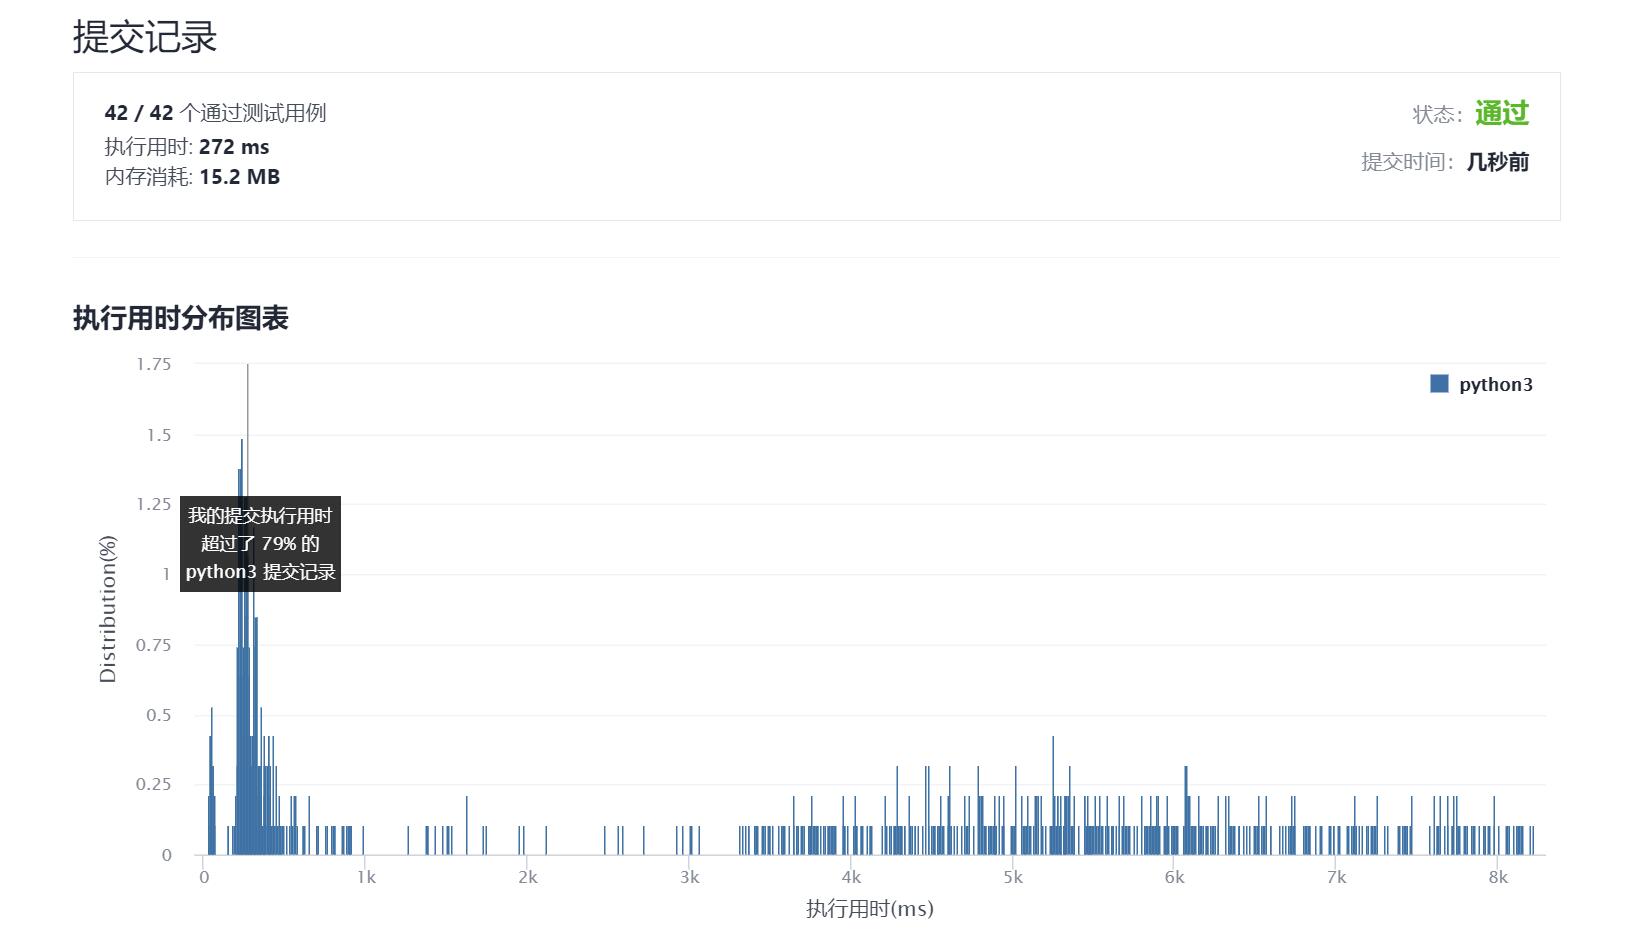 提交记录
42 / 42 个通过测试用例
状态：通过
执行用时: 272 ms
提交时间：几秒前
内存消耗: 15.2 MB
执行用时分布图表
1.75
python3
1.5
1.25
我的提交执行用时
超过了 79% 的
python3 提交记录
1
Distribution(%)
0.75
0.5
0.25
0
0 1k 2k 3k 4k 5k 6k 7k 8k
执行用时(ms)